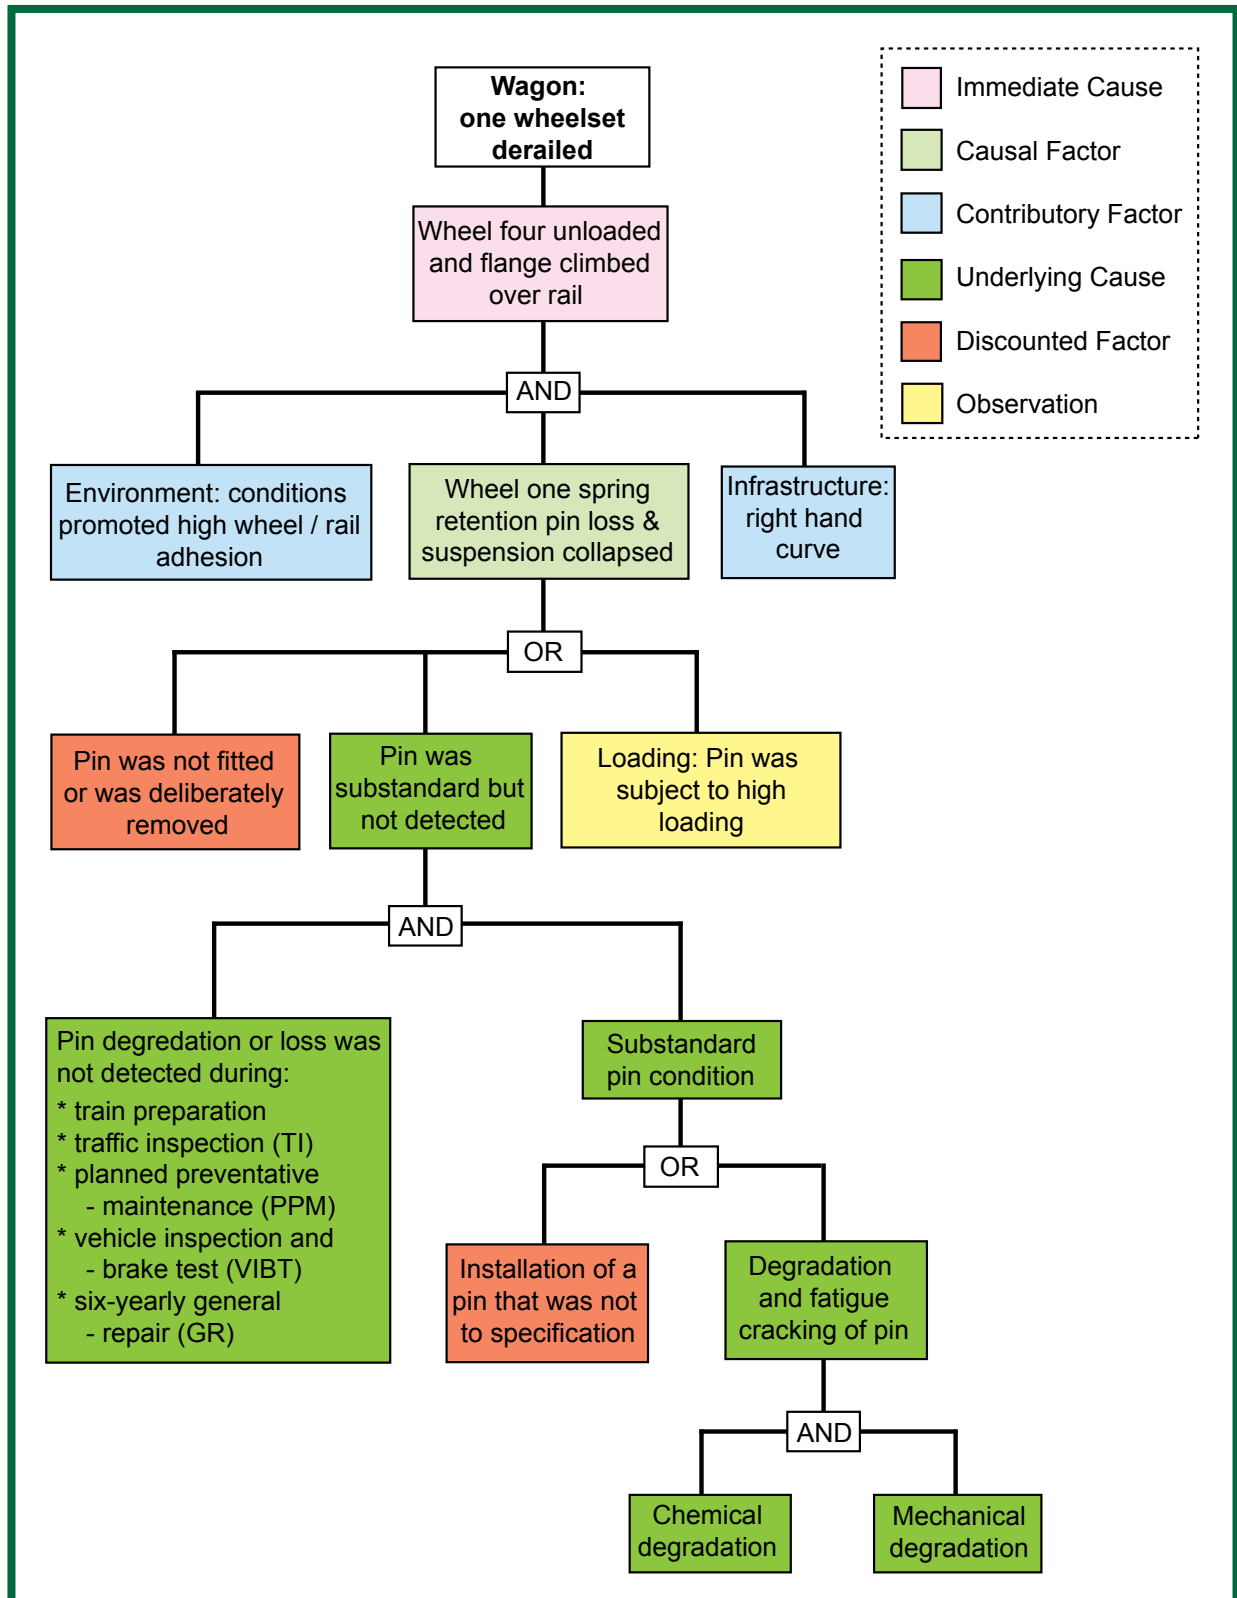 Wagon:
one wheelset
derailed
Immediate Cause
Causal Factor
Contributory Factor
Underlying Cause
Discounted Factor
Observation
Wheel four unloaded
and flange climbed
over rail
AND
Environment: conditions
promoted high wheel / rail
adhesion
Wheel one spring
retention pin loss &
suspension collapsed
Infrastructure:
right hand
curve
OR
Pin was not fitted
or was deliberately
removed
Pin was
substandard but
not detected
Loading: Pin was
subject to high
loading
AND
Pin degredation or loss was
not detected during:
* train preparation
* traffic inspection (TI)
* planned preventative
- maintenance (PPM)
* vehicle inspection and
- brake test (VIBT)
* six-yearly general
- repair (GR)
Substandard
pin condition
OR
Installation of a
pin that was not
to specification
Degradation
and fatigue
cracking of pin
AND
Chemical
degradation
Mechanical
degradation